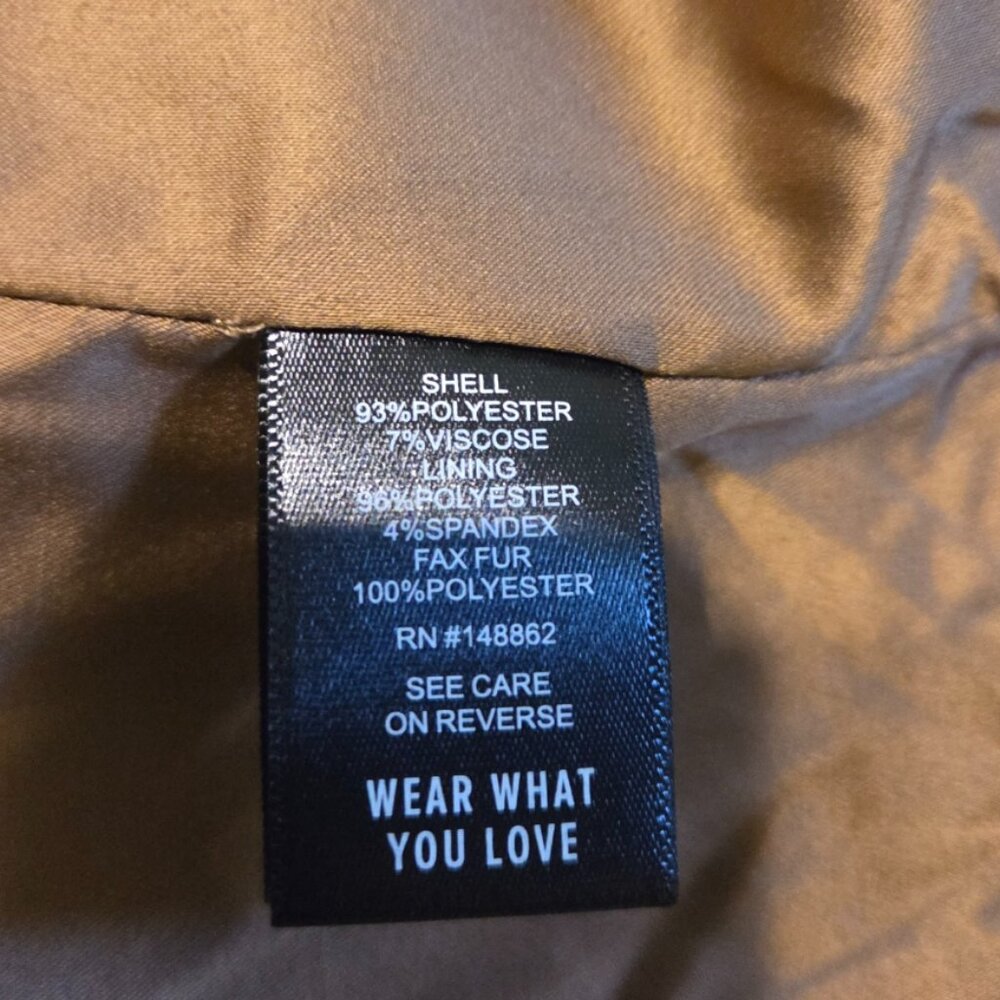 SHELL
93%POLYESTER
7%VISCOSE
LINING
96%POLYESTER
4%SPANDEX
FAX FUR
100%POLYESTER
RN #148862
SEE CARE
ON REVERSE
WEAR WHAT
YOU LOVE